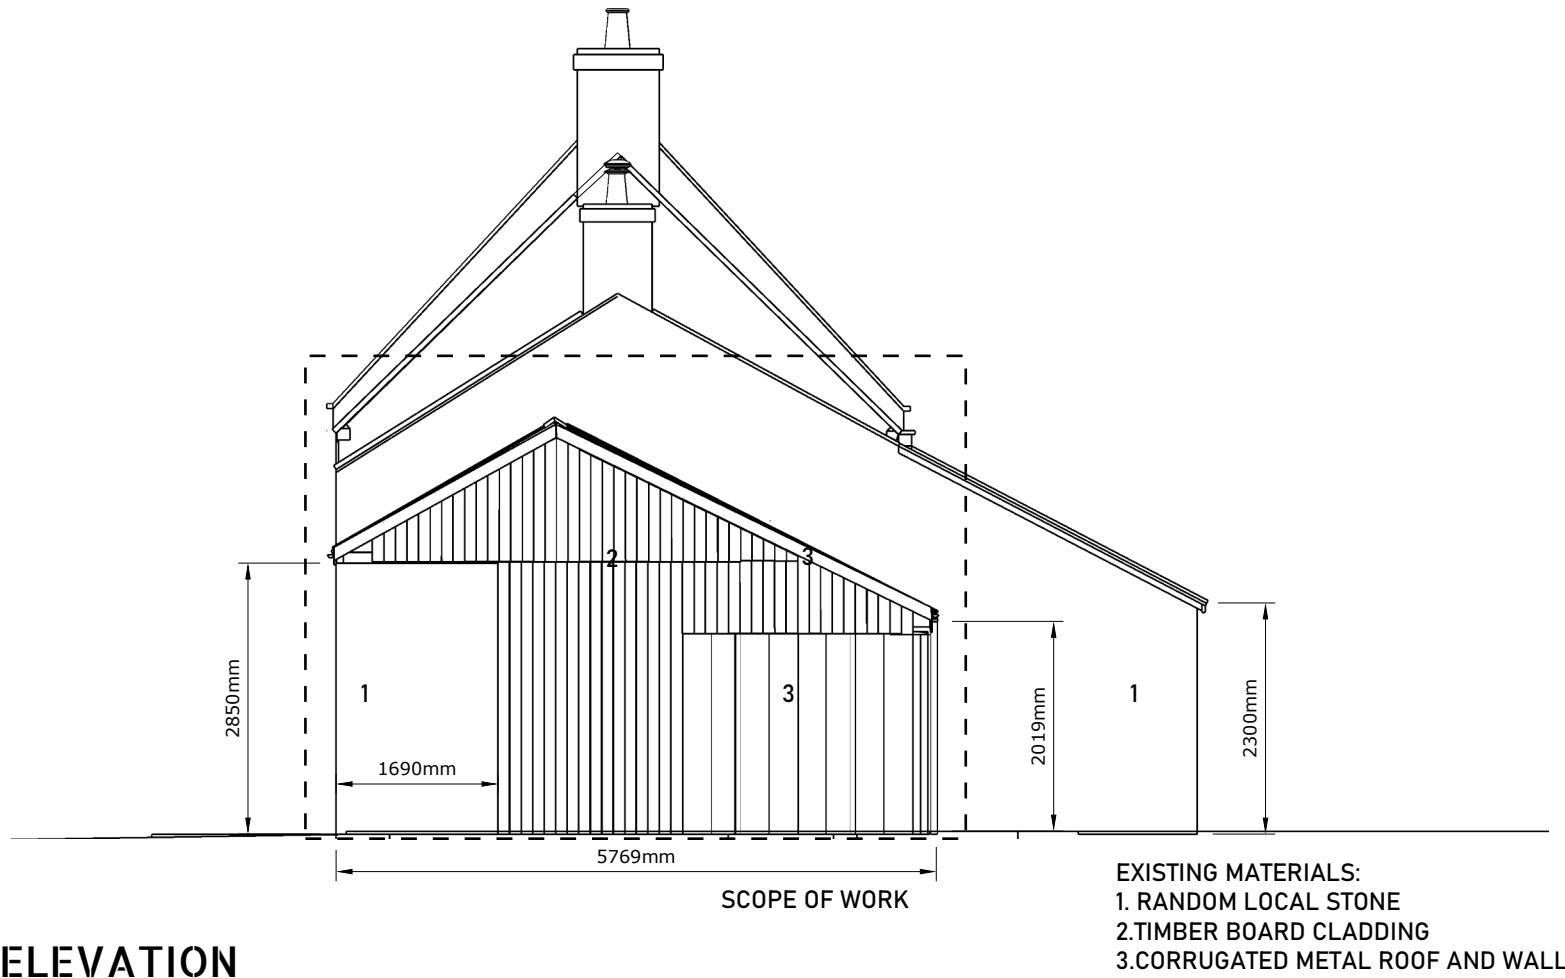 2
3
2850mm
1
3
1
2019mm
2300mm
1690mm
5769mm
SCOPE OF WORK
EXISTING MATERIALS:
1. RANDOM LOCAL STONE
2.TIMBER BOARD CLADDING
3.CORRUGATED METAL ROOF AND WALL
ELEVATION